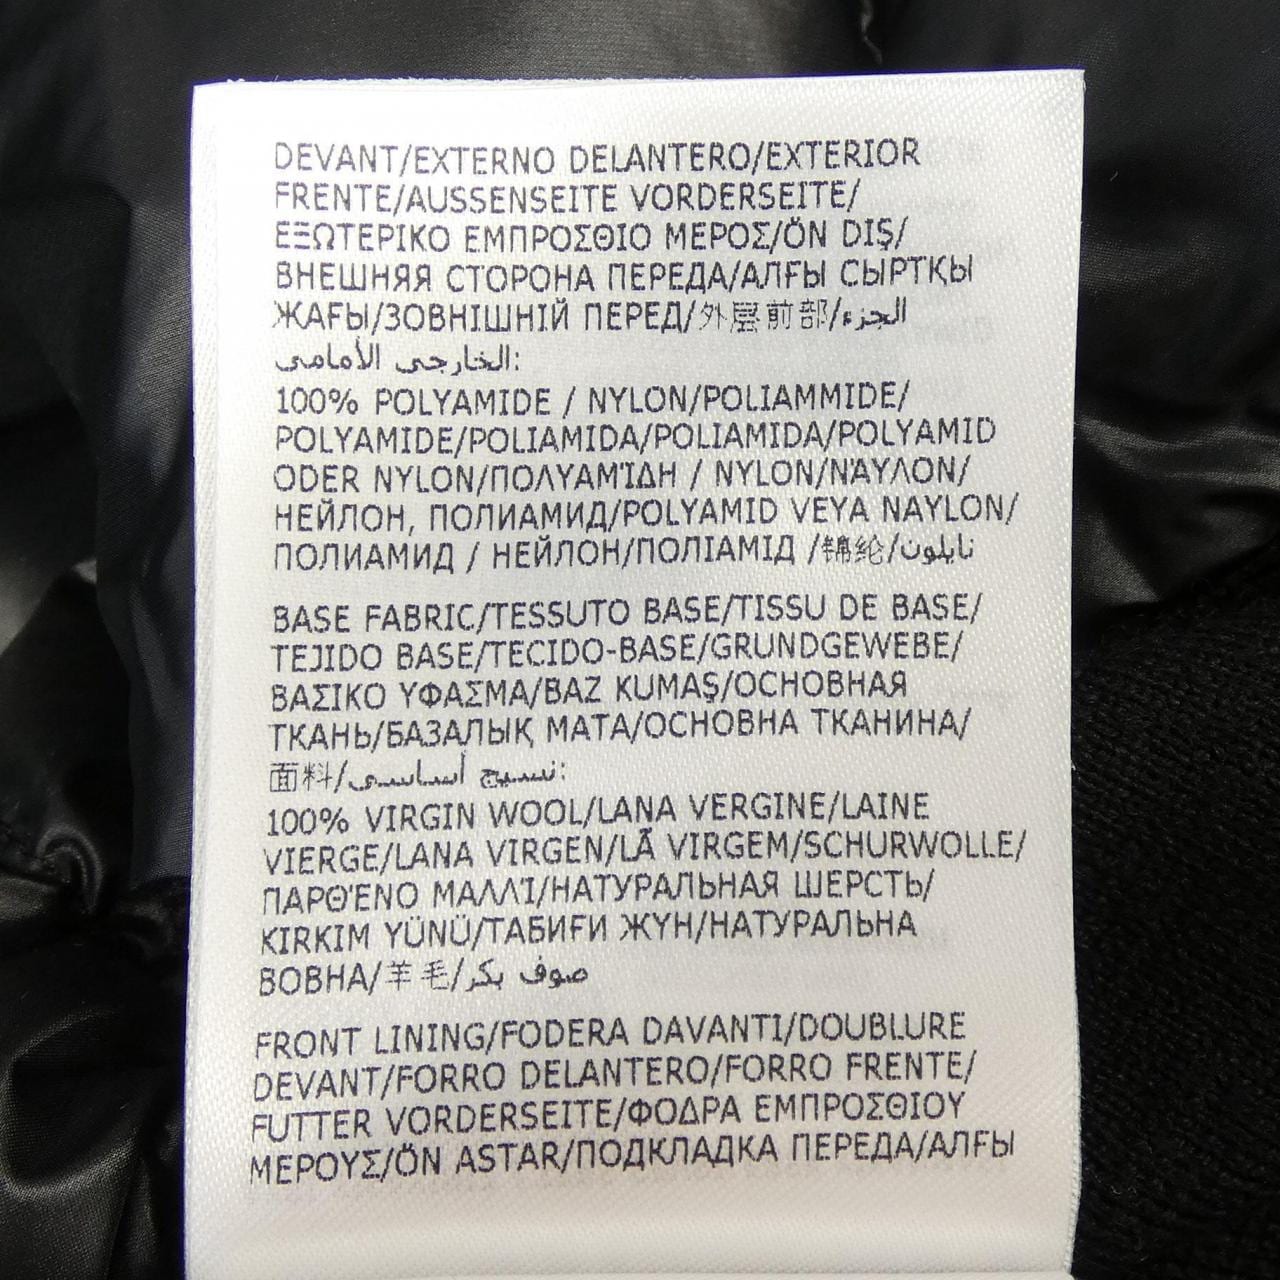 DEVANT/EXTERNO DELANTERO/EXTERIOR
FRENTE/AUSSENSEITE VORDERSEITE/
ΕΞΩΤΕΡΙΚΟ ΕΜΠΡΟΣΘΙΟ ΜΕΡΟΣ/ÖN DIŞ/
ВНЕШНЯЯ СТОРОНА ПЕРЕДА/АЛҒЫ СЫРТҚЫ
ЖАҒЫ/ЗОВНІШНІЙ ПЕРЕД/外层前部/الجزء
الخارجي الأمامي:
100% POLYAMIDE / NYLON/POLIAMMIDE/
POLYAMIDE/POLIAMIDA/POLIAMIDA/POLYAMID
ODER NYLON/ΠΟΛΥΑΜΊΔΗ / NYLON/ΝΆΥΛΟΝ/
НЕЙЛОН, ПОЛИАМИД/POLYAMID VEYA NAYLON/
ПОЛИАМИД / НЕЙЛОН/ПОЛІАМІД /锦纶/نايلون
BASE FABRIC/TESSUTO BASE/TISSU DE BASE/
TEJIDO BASE/TECIDO-BASE/GRUNDGEWEBE/
ΒΑΣΙΚΟ ΥΦΑΣΜΑ/BAZ KUMAŞ/ОСНОВНАЯ
ТКАНЬ/БАЗАЛЫҚ МАТА/ОСНОВНА ТКАНИНА/
面料/نسيج أساسي:
100% VIRGIN WOOL/LANA VERGINE/LAINE
VIERGE/LANA VIRGEN/LÃ VIRGEM/SCHURWOLLE/
ΠΑΡΘΈΝΟ ΜΑΛΛΊ/НАТУРАЛЬНАЯ ШЕРСТЬ/
KIRKIM YÜNÜ/ТАБИҒИ ЖҮН/НАТУРАЛЬНА
ВОВНА/羊毛/صوف بكر
FRONT LINING/FODERA DAVANTI/DOUBLURE
DEVANT/FORRO DELANTERO/FORRO FRENTE/
FUTTER VORDERSEITE/ΦΟΔΡΑ ΕΜΠΡΟΣΘΙΟΥ
ΜΕΡΟΥΣ/ÖN ASTAR/ПОДКЛАДКА ПЕРЕДА/АЛҒЫ